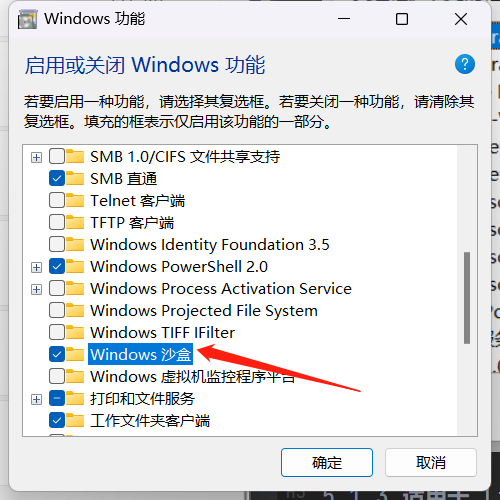 Windows 功能
启用或关闭 Windows 功能
?
若要启用一种功能，请选择其复选框。若要关闭一种功能，请清除其
复选框。填充的框表示仅启用该功能的一部分。
SMB 1.0/CIFS 文件共享支持
SMB 直通
Telnet 客户端
TFTP 客户端
Windows Identity Foundation 3.5
Windows PowerShell 2.0
Windows Process Activation Service
Windows Projected File System
Windows TIFF IFilter
Windows 沙盒
Windows 虚拟机监控程序平台
打印和文件服务
工作文件夹客户端
确定
取消